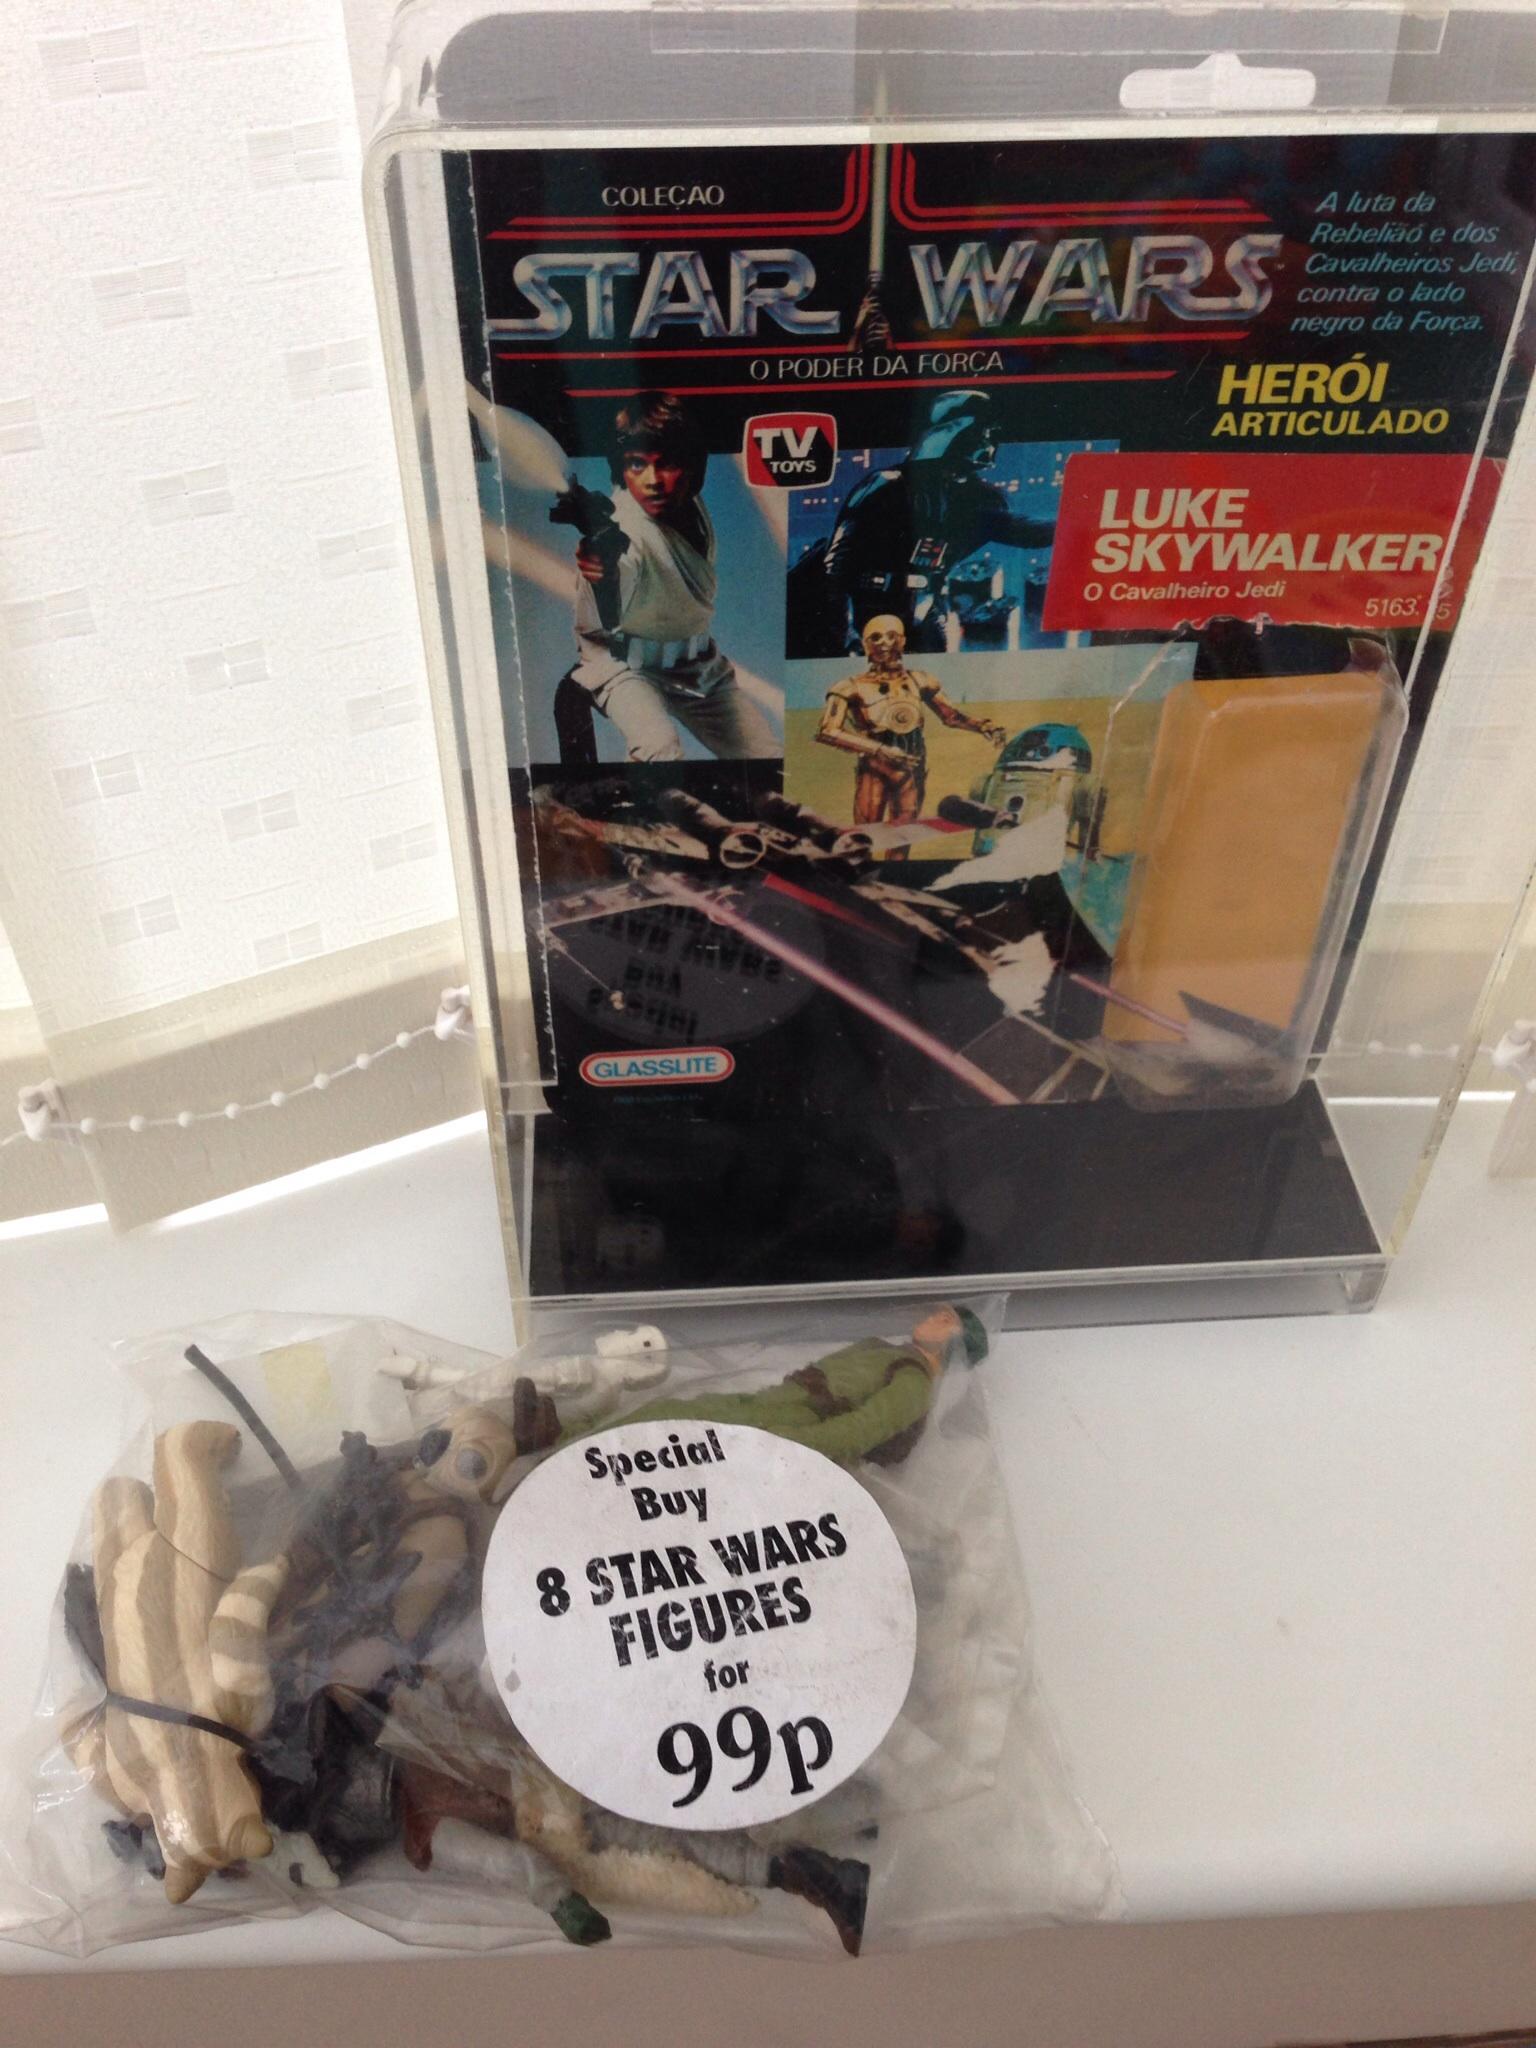 COLEÇAO
STAR WARS
O PODER DA FORÇA
A luta da
Rebelião e dos
Cavalheiros Jedi,
contra o lado
negro da Força.
HERÓI
ARTICULADO
TV
TOYS
LUKE
SKYWALKER
O Cavalheiro Jedi
GLASSLITE
Special
Buy
8 STAR WARS
FIGURES
for
99p